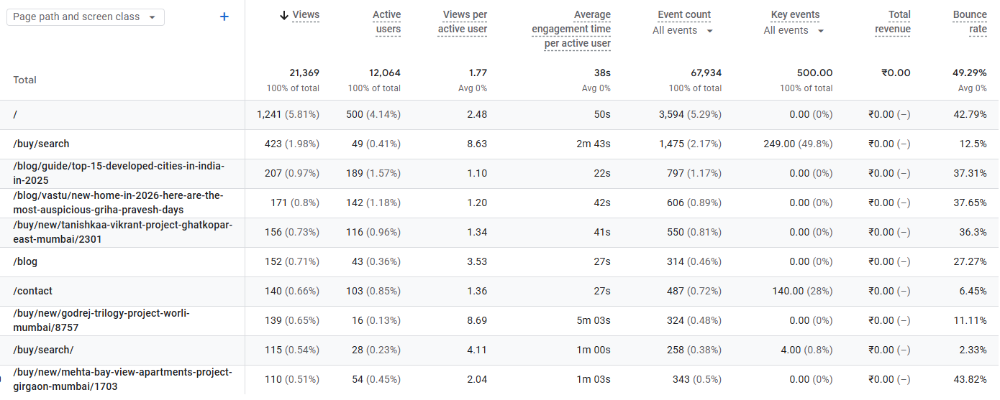 Page path and screen class
+
Views
Active users
Views per active user
Average engagement time per active user
Event count
All events
Key events
All events
Total revenue
Bounce rate
Total
21,369
100% of total
12,064
100% of total
1.77
Avg 0%
38s
Avg 0%
67,934
100% of total
500.00
100% of total
₹0.00
49.29%
Avg 0%
/ 1,241 (5.81%) 500 (4.14%) 2.48 50s 3,594 (5.29%) 0.00 (0%) ₹0.00 (–) 42.79%
/buy/search 423 (1.98%) 49 (0.41%) 8.63 2m 43s 1,475 (2.17%) 249.00 (49.8%) ₹0.00 (–) 12.5%
/blog/guide/top-15-developed-cities-in-india-
in-2025
207 (0.97%) 189 (1.57%) 1.10 22s 797 (1.17%) 0.00 (0%) ₹0.00 (–) 37.31%
/blog/vastu/new-home-in-2026-here-are-the-
most-auspicious-griha-pravesh-days
171 (0.8%) 142 (1.18%) 1.20 42s 606 (0.89%) 0.00 (0%) ₹0.00 (–) 37.65%
/buy/new/tanishkaa-vikrant-project-ghatkopar-
east-mumbai/2301
156 (0.73%) 116 (0.96%) 1.34 41s 550 (0.81%) 0.00 (0%) ₹0.00 (–) 36.3%
/blog 152 (0.71%) 43 (0.36%) 3.53 27s 314 (0.46%) 0.00 (0%) ₹0.00 (–) 27.27%
/contact 140 (0.66%) 103 (0.85%) 1.36 27s 487 (0.72%) 140.00 (28%) ₹0.00 (–) 6.45%
/buy/new/godrej-trilogy-project-worli-
mumbai/8757
139 (0.65%) 16 (0.13%) 8.69 5m 03s 324 (0.48%) 0.00 (0%) ₹0.00 (–) 11.11%
/buy/search/ 115 (0.54%) 28 (0.23%) 4.11 1m 00s 258 (0.38%) 4.00 (0.8%) ₹0.00 (–) 2.33%
/buy/new/mehta-bay-view-apartments-project-
girgaon-mumbai/1703
110 (0.51%) 54 (0.45%) 2.04 1m 03s 343 (0.5%) 0.00 (0%) ₹0.00 (–) 43.82%